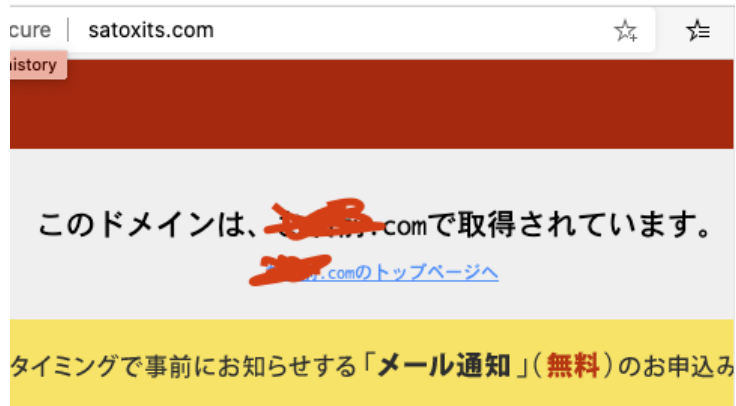 cure | satoxits.com
istory
このドメインは、.comで取得されています。
.comのトップページへ
タイミングで事前にお知らせする「メール通知」(無料)のお申込み